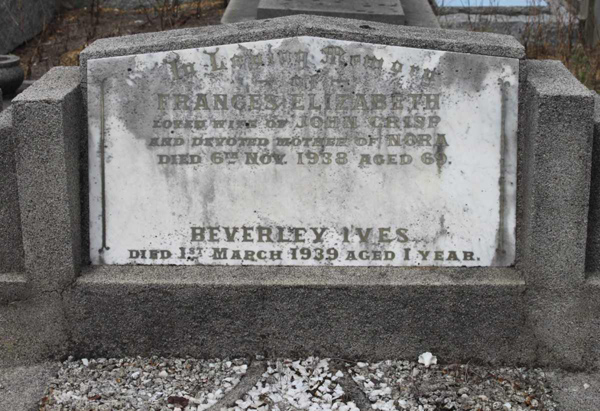 In Loving Memory
OF
FRANCES ELIZABETH
LOVED WIFE OF JOHN CRISP
AND DEVOTED MOTHER OF NORA
DIED 6TH NOV. 1938 AGED 69.
BEVERLEY IVES
DIED 1ST MARCH 1939 AGED 1 YEAR.